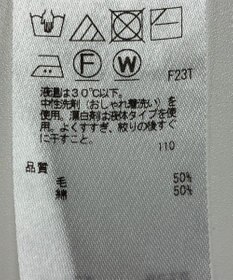 F W
F23T
液温は30℃以下。
中性洗剤(おしゃれ着洗い)を
使用。漂白剤は液体タイプを使
用。よくすすぎ、絞りの後すぐ
に干すこと。
110
品質
毛 50%
綿 50%